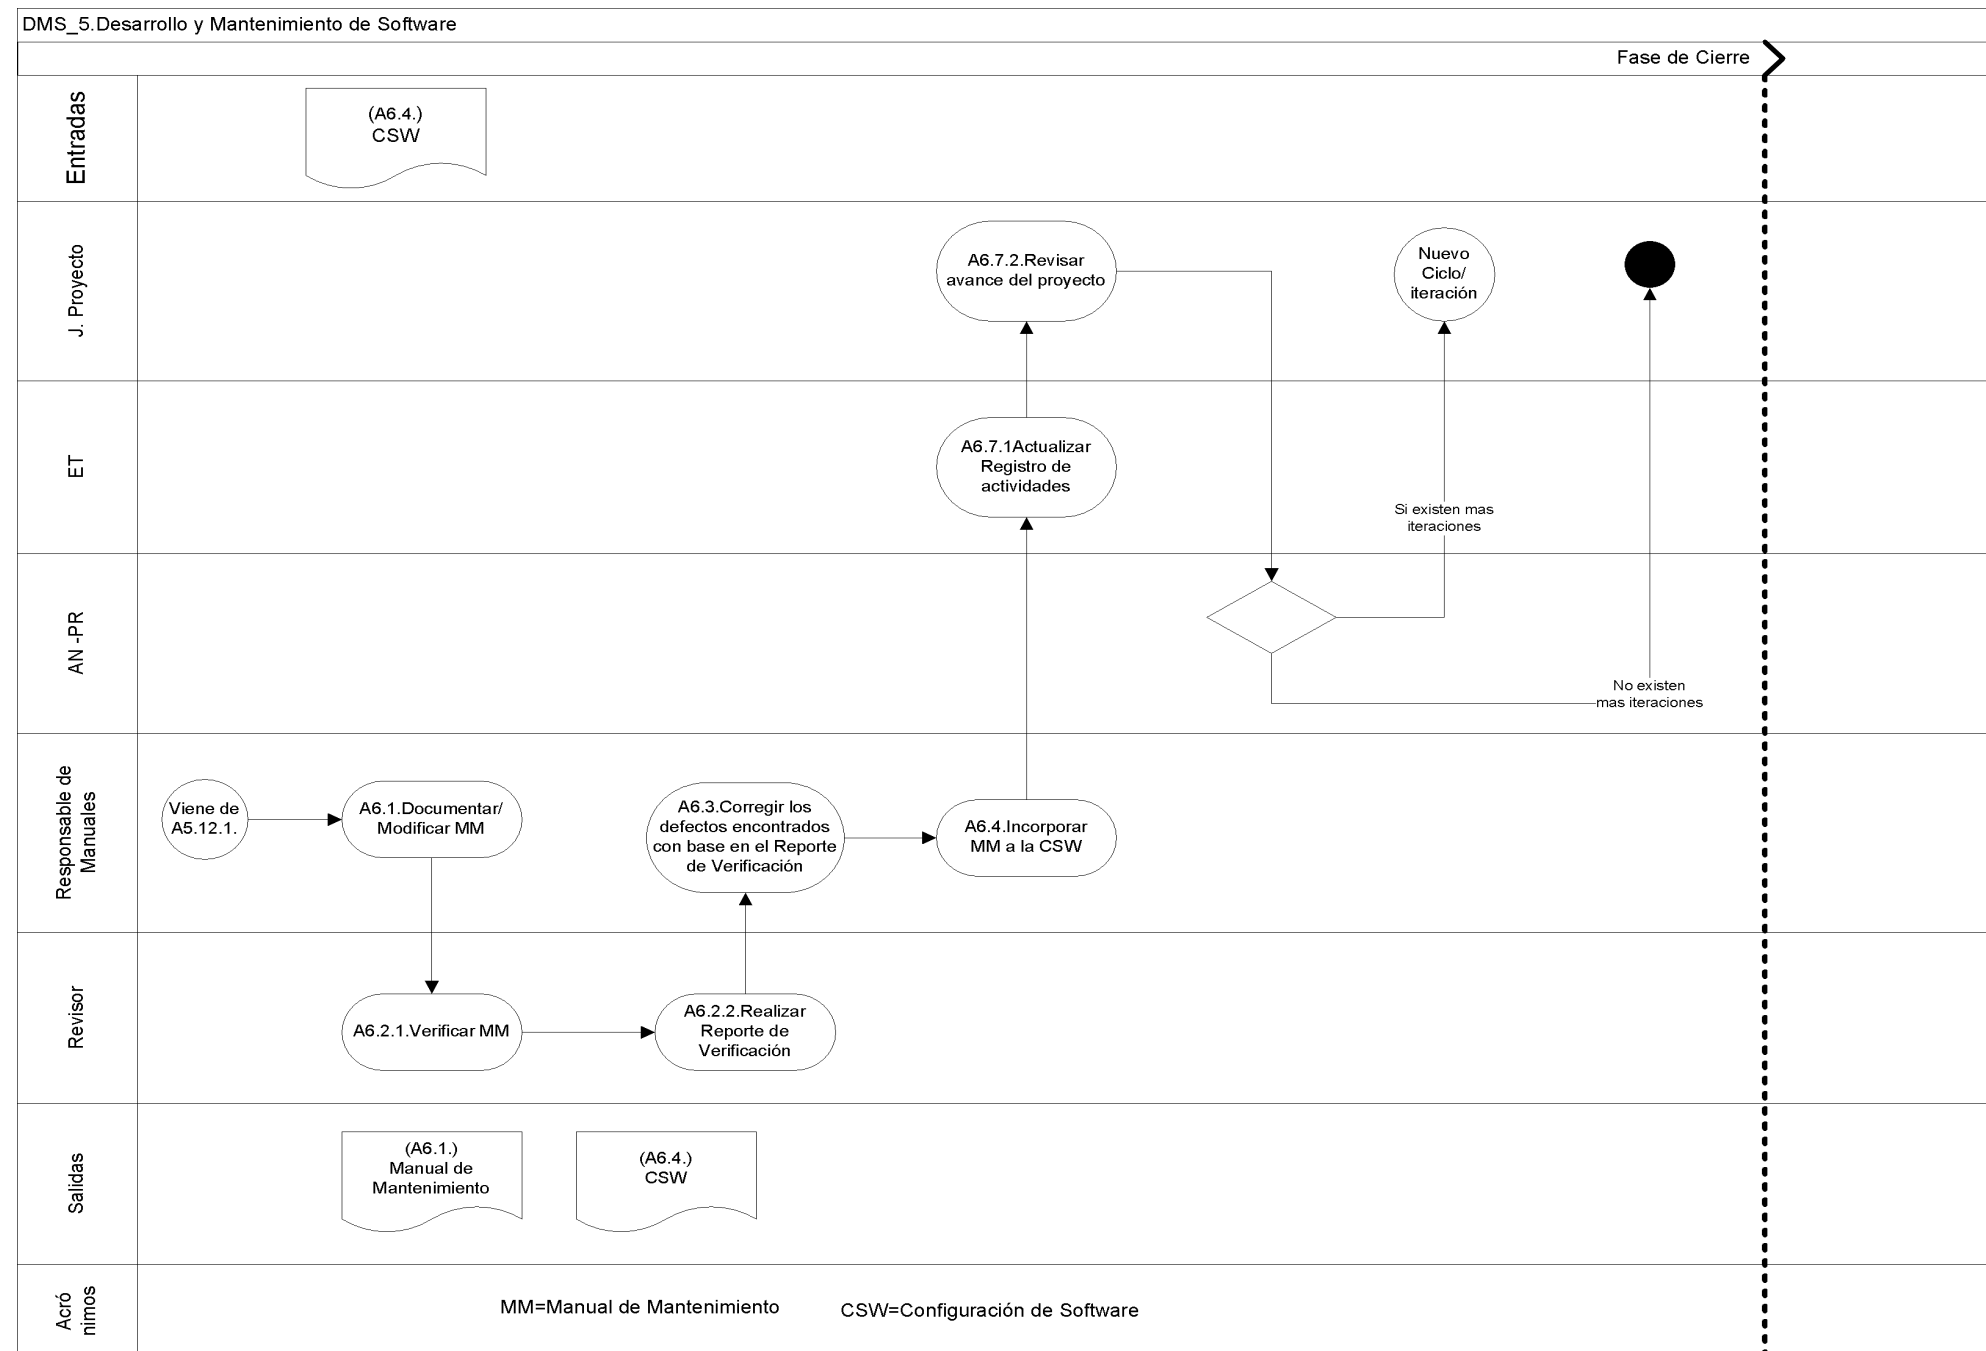 DMS_5.Desarrollo y Mantenimiento de Software
Fase de Cierre
Entradas
(A6.4.)
CSW
J. Proyecto
A6.7.2.Revisar
avance del proyecto
Nuevo
Ciclo/
iteración
ET
A6.7.1Actualizar
Registro de
actividades
Si existen mas
iteraciones
AN -PR
No existen
mas iteraciones
Responsable de
Manuales
Viene de
A5.12.1.
A6.1.Documentar/
Modificar MM
A6.3.Corregir los
defectos encontrados
con base en el Reporte
de Verificación
A6.4.Incorporar
MM a la CSW
Revisor
A6.2.1.Verificar MM
A6.2.2.Realizar
Reporte de
Verificación
Salidas
(A6.1.)
Manual de
Mantenimiento
(A6.4.)
CSW
Acró
nimos
MM=Manual de Mantenimiento
CSW=Configuración de Software